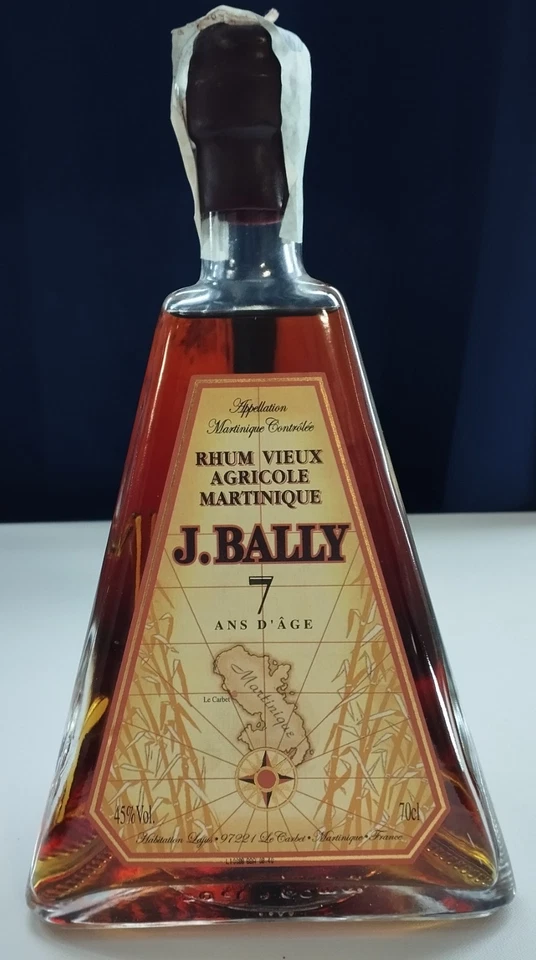 Appellation
Martinique Contrôlée
RHUM VIEUX
AGRICOLE
MARTINIQUE
J.BALLY
7
ANS D'ÂGE
Martinique
Le Carbet
45%Vol.
70cl
Habitation Lajus • 97221 Le Carbet • Martinique • France